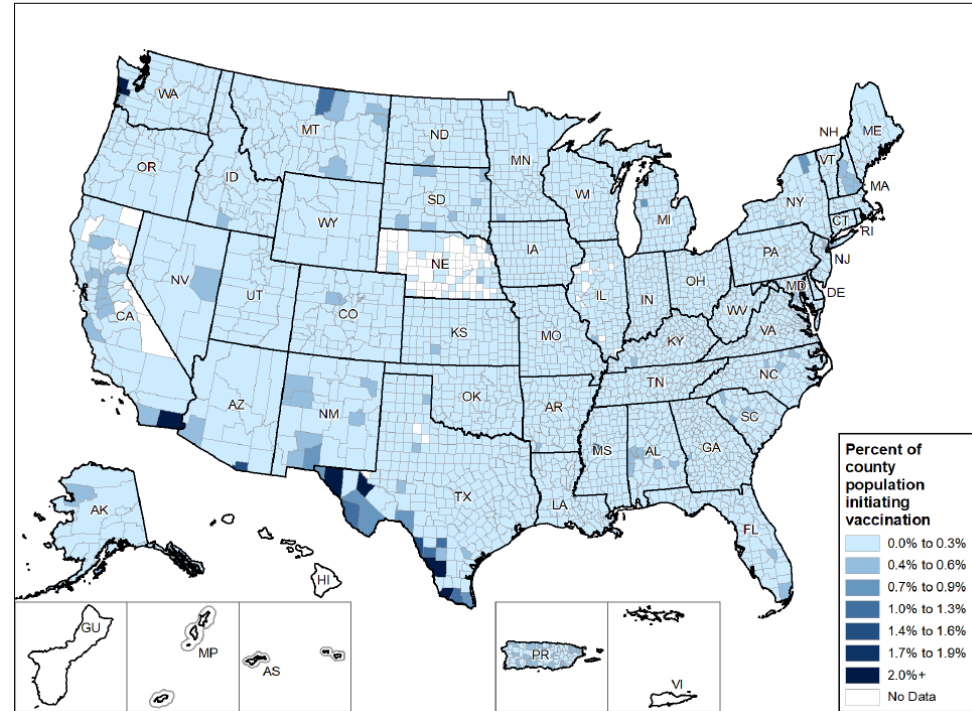 WA
MT
ND
MN
ME
NH
VT
OR
ID
SD
WI
MI
NY
MA
CT
RI
WY
IA
PA
NJ
NE
NV
UT
CO
IL
IN
OH
MD
DE
WV
VA
CA
KS
MO
KY
NC
TN
AZ
NM
OK
AR
SC
MS
AL
GA
TX
LA
FL
AK
HI
GU
MP
AS
PR
VI
Percent of
county
population
initiating
vaccination
0.0% to 0.3%
0.4% to 0.6%
0.7% to 0.9%
1.0% to 1.3%
1.4% to 1.6%
1.7% to 1.9%
2.0%+
No Data